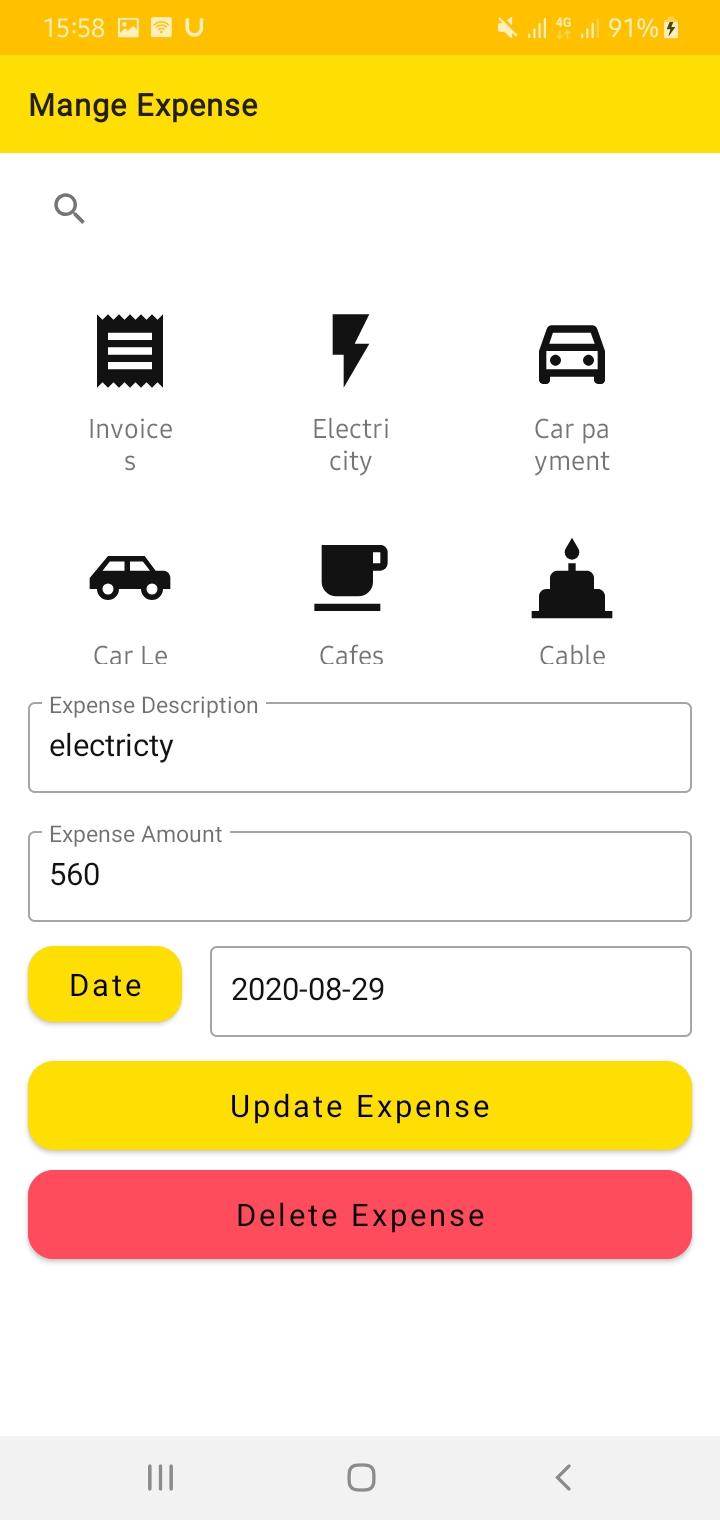 15:58 4G 91%
Mange Expense
Invoice Electri Car pa
s city yment
Car Le Cafes Cable
Expense Description
electricty
Expense Amount
560
Date 2020-08-29
Update Expense
Delete Expense